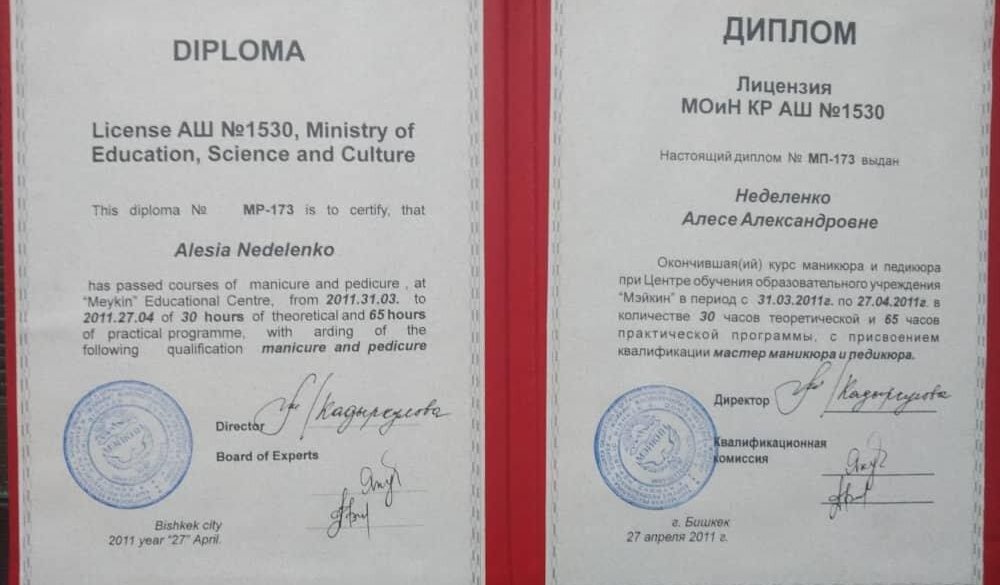 DIPLOMA
License АШ №1530, Ministry of
Education, Science and Culture
This diploma № MP-173 is to certify, that
Alesia Nedelenko
has passed courses of manicure and pedicure , at
"Meykin" Educational Centre, from 2011.31.03. to
2011.27.04 of 30 hours of theoretical and 65 hours
of practical programme, with arding of the
following qualification manicure and pedicure
Director Кадыркулова
Board of Experts
Bishkek city
2011 year "27" April.
ДИПЛОМ
Лицензия
МОиН КР АШ №1530
Настоящий диплом № МП-173 выдан
Неделенко
Алесе Александровне
Окончившая(ий) курс маникюра и педикюра
при Центре обучения образовательного учреждения
"Мэйкин" в период с 31.03.2011г. по 27.04.2011г. в
количестве 30 часов теоретической и 65 часов
практической программы, с присвоением
квалификации мастер маникюра и педикюра.
Директор Кадыркулова
Квалификационная
комиссия
г. Бишкек
27 апреля 2011 г.